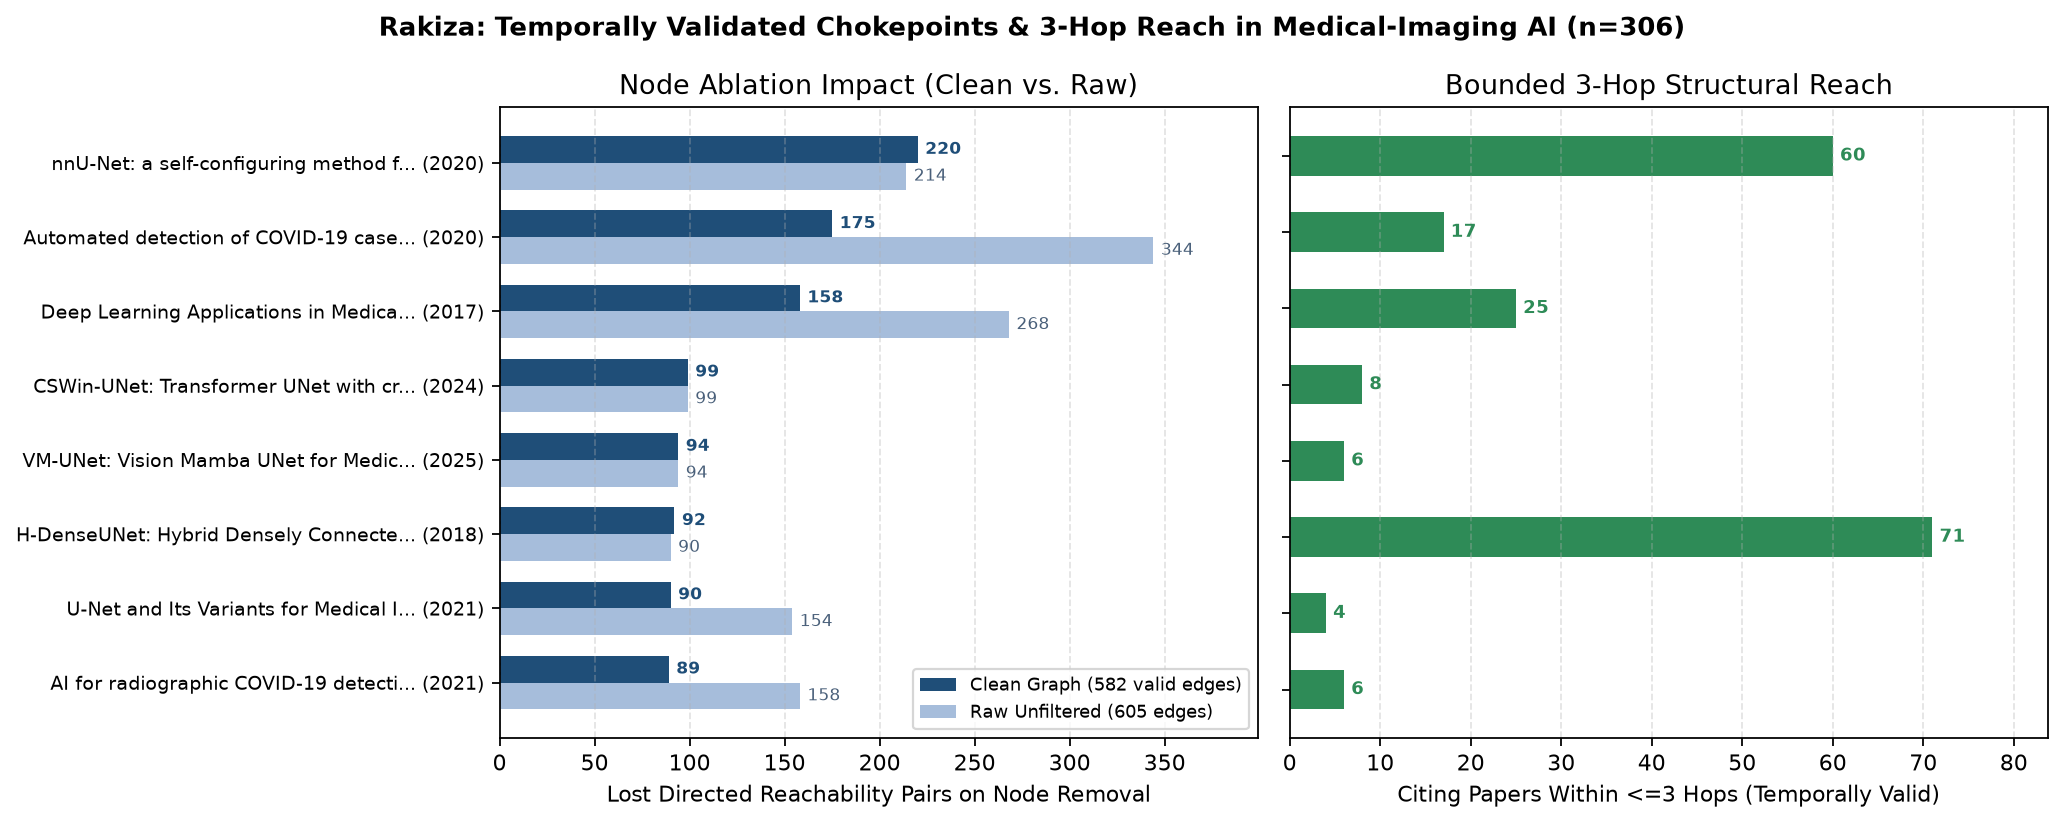 Rakiza: Temporally Validated Chokepoints & 3-Hop Reach in Medical-Imaging AI (n=306)
Node Ablation Impact (Clean vs. Raw)
nnU-Net: a self-configuring method f... (2020)
220
214
Automated detection of COVID-19 case... (2020)
175
344
Deep Learning Applications in Medica... (2017)
158
268
CSWin-UNet: Transformer UNet with cr... (2024)
99
99
VM-UNet: Vision Mamba UNet for Medic... (2025)
94
94
H-DenseUNet: Hybrid Densely Connecte... (2018)
92
90
U-Net and Its Variants for Medical I... (2021)
90
154
AI for radiographic COVID-19 detecti... (2021)
89
158
Clean Graph (582 valid edges)
Raw Unfiltered (605 edges)
0 50 100 150 200 250 300 350
Lost Directed Reachability Pairs on Node Removal
Bounded 3-Hop Structural Reach
60
17
25
8
6
71
4
6
0 10 20 30 40 50 60 70 80
Citing Papers Within <=3 Hops (Temporally Valid)